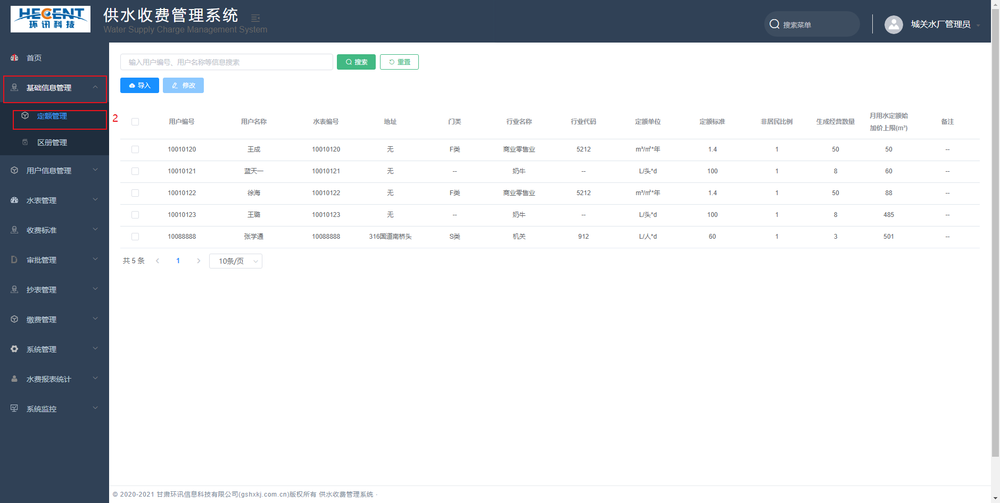 HECENT
环讯科技
供水收费管理系统
Water Supply Charge Management System
搜索菜单
城关水厂管理员
首页
基础信息管理
定额管理
区册管理
用户信息管理
水表管理
收费标准
审批管理
抄表管理
缴费管理
系统管理
水费报表统计
系统监控
2
输入用户编号、用户名称等信息搜索
搜索
重置
导入
修改
用户编号 用户名称 水表编号 地址 门类 行业名称 行业代码 定额单位 定额标准 非居民比例 生成经营数量 月用水定额始 备注
加价上限(m³)
10010120 王成 10010120 无 F类 商业零售业 5212 m³/㎡*年 1.4 1 50 50 --
10010121 蓝天一 10010121 无 -- 奶牛 -- L/头*d 100 1 8 60 --
10010122 徐海 10010122 无 F类 商业零售业 5212 m³/㎡*年 1.4 1 50 88 --
10010123 王璐 10010123 无 -- 奶牛 -- L/头*d 100 1 8 485 --
10088888 张学通 10088888 316国道南桥头 S类 机关 912 L/人*d 60 1 3 501 --
共 5 条 1 10条/页
© 2020-2021 甘肃环讯信息科技有限公司(gshxkj.com.cn)版权所有 供水收费管理系统 ·